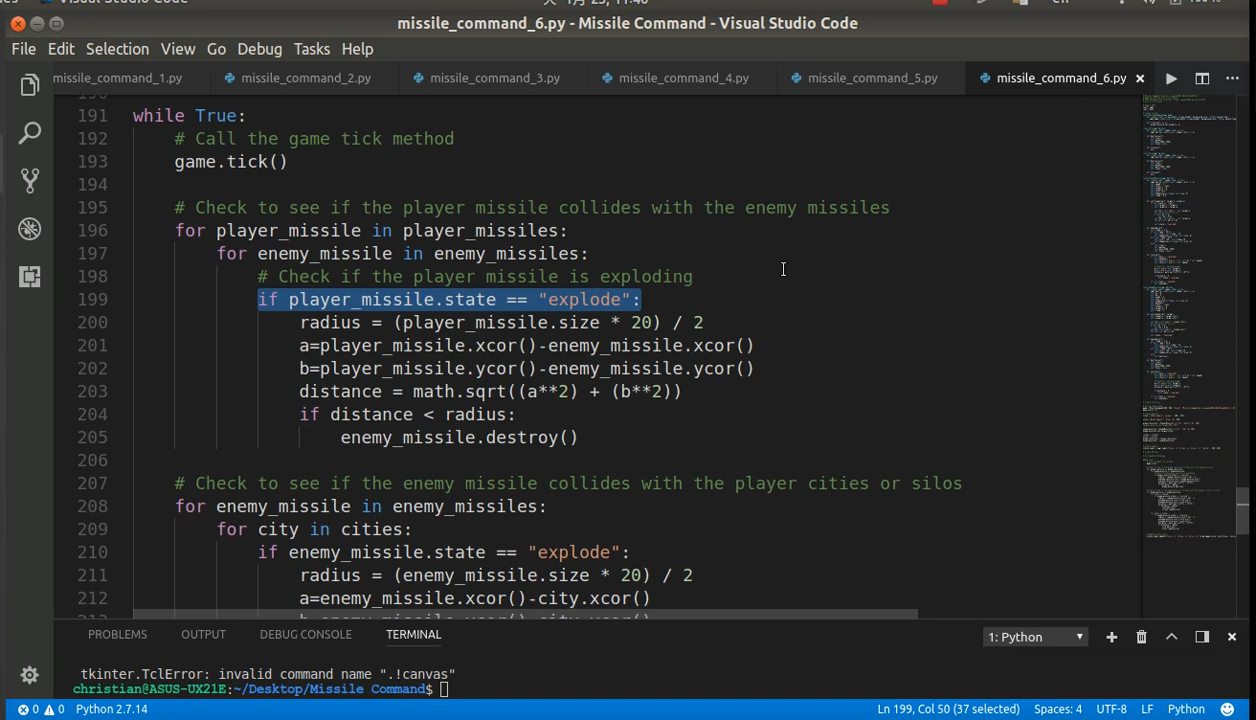 Visual Studio Code
missile_command_6.py - Missile Command - Visual Studio Code
File Edit Selection View Go Debug Tasks Help
missile_command_1.py missile_command_2.py missile_command_3.py missile_command_4.py missile_command_5.py missile_command_6.py
190
191 while True:
192 # Call the game tick method
193 game.tick()
194
195 # Check to see if the player missile collides with the enemy missiles
196 for player_missile in player_missiles:
197 for enemy_missile in enemy_missiles:
198 # Check if the player missile is exploding
199 if player_missile.state == "explode":
200 radius = (player_missile.size * 20) / 2
201 a=player_missile.xcor()-enemy_missile.xcor()
202 b=player_missile.ycor()-enemy_missile.ycor()
203 distance = math.sqrt((a**2) + (b**2))
204 if distance < radius:
205 enemy_missile.destroy()
206
207 # Check to see if the enemy missile collides with the player cities or silos
208 for enemy_missile in enemy_missiles:
209 for city in cities:
210 if enemy_missile.state == "explode":
211 radius = (enemy_missile.size * 20) / 2
212 a=enemy_missile.xcor()-city.xcor()
PROBLEMS OUTPUT DEBUG CONSOLE TERMINAL 1: Python
tkinter.TclError: invalid command name ".!canvas"
christian@ASUS-UX21E:~/Desktop/Missile Command$
0 0 Python 2.7.14 Ln 199, Col 50 (37 selected) Spaces: 4 UTF-8 LF Python